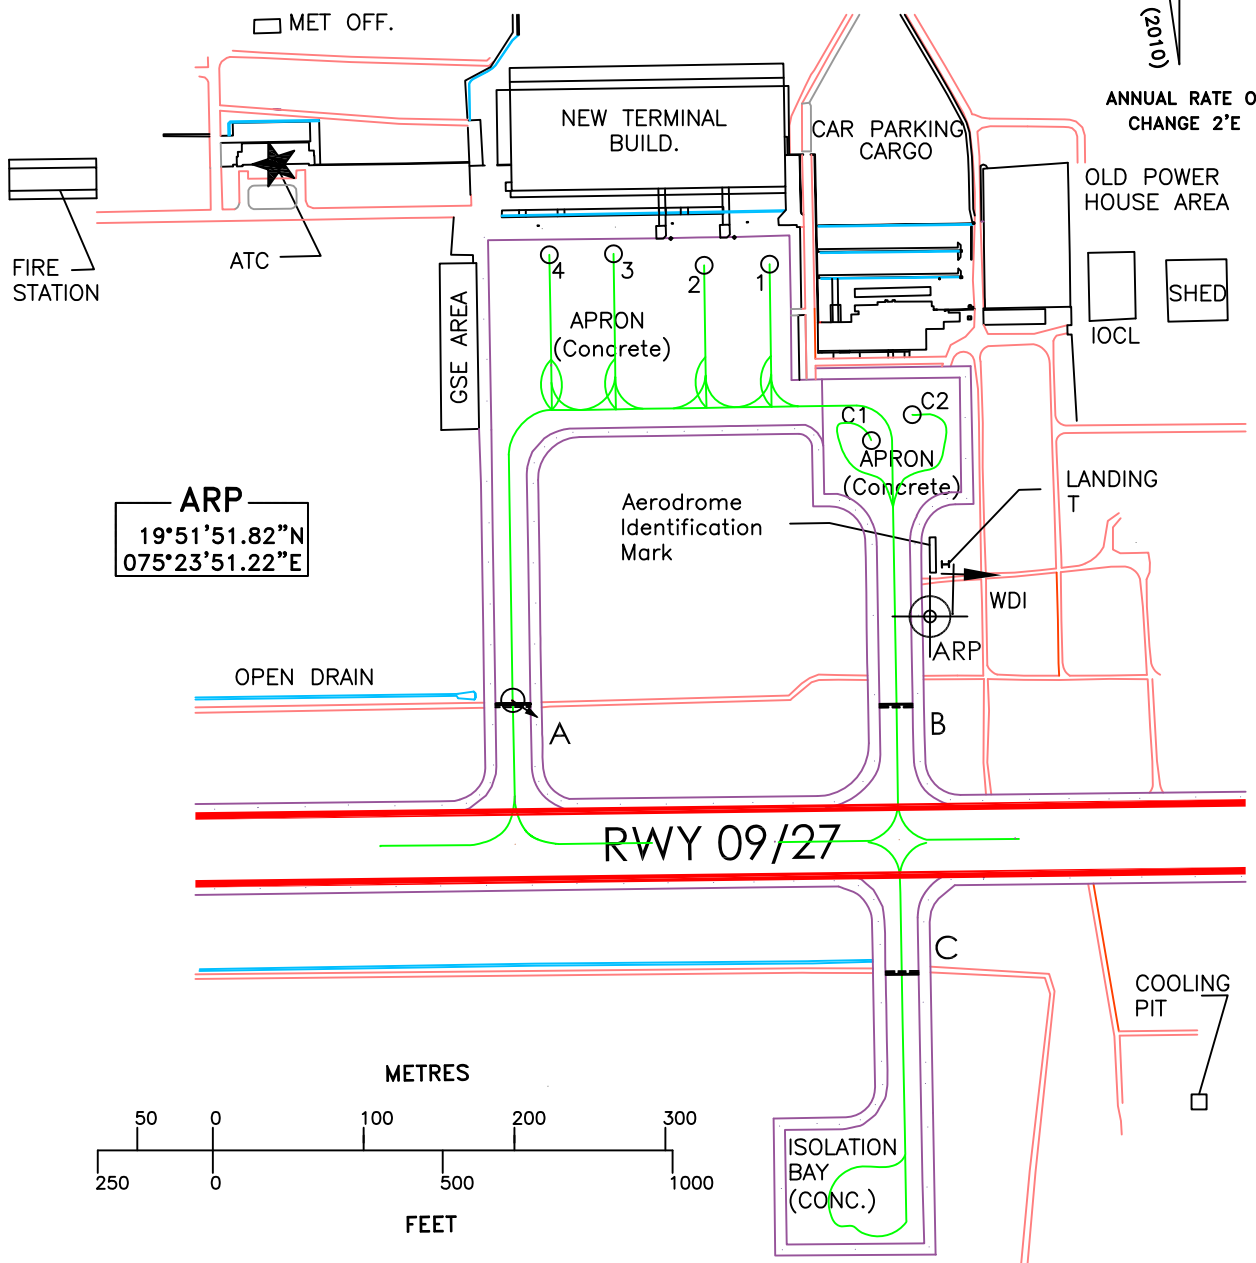 MET OFF.
(2010)
ANNUAL RATE O
CHANGE 2'E
NEW TERMINAL
BUILD.
CAR PARKING
CARGO
OLD POWER
HOUSE AREA
FIRE
STATION
ATC
GSE AREA
4
3
2
1
APRON
(Concrete)
SHED
IOCL
C1
C2
APRON
(Concrete)
ARP
19°51'51.82"N
075°23'51.22"E
Aerodrome
Identification
Mark
LANDING
T
WDI
ARP
OPEN DRAIN
A
B
RWY 09/27
C
COOLING
PIT
METRES
50
0
100
200
300
250
0
500
1000
FEET
ISOLATION
BAY
(CONC.)